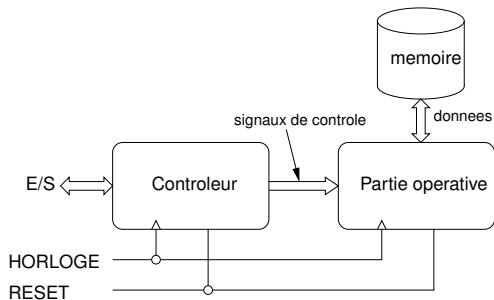 memoire
donnees
signaux de controle
E/S
Controleur
Partie operative
HORLOGE
RESET